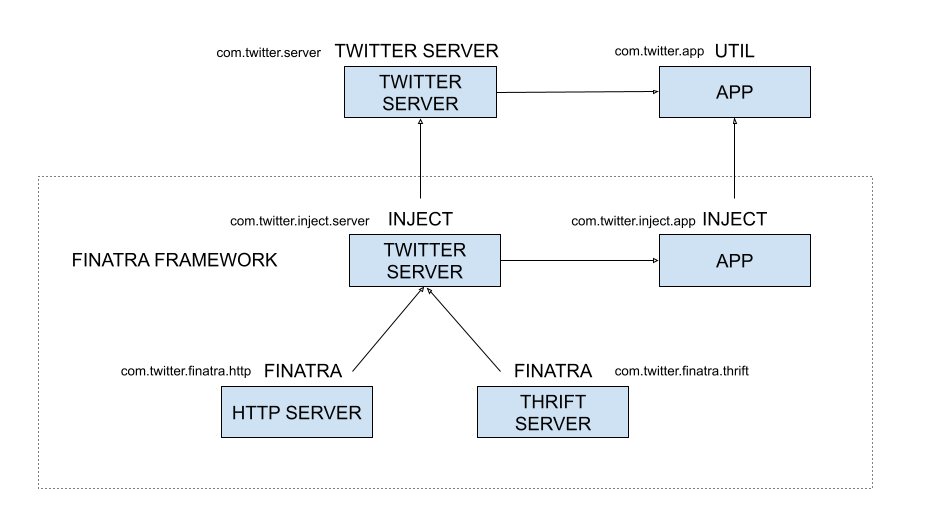 com.twitter.server TWITTER SERVER
com.twitter.app UTIL
TWITTER
SERVER
APP
com.twitter.inject.server INJECT
com.twitter.inject.app INJECT
FINATRA FRAMEWORK
TWITTER
SERVER
APP
com.twitter.finatra.http FINATRA
FINATRA com.twitter.finatra.thrift
HTTP SERVER
THRIFT
SERVER